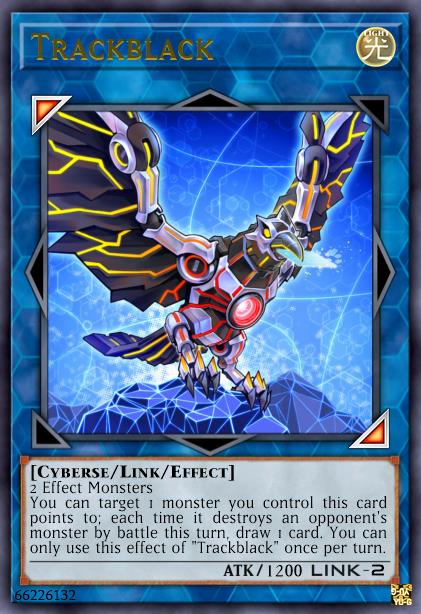 Trackblack
LIGHT
光
[Cyberse/Link/Effect]
2 Effect Monsters
You can target 1 monster you control this card
points to; each time it destroys an opponent's
monster by battle this turn, draw 1 card. You can
only use this effect of "Trackblack" once per turn.
ATK/1200 LINK-2
66226132